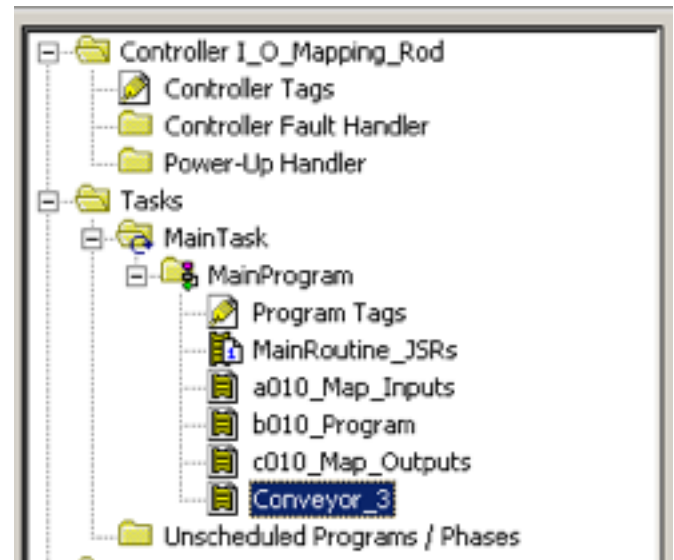 Controller I_O_Mapping_Rod
Controller Tags
Controller Fault Handler
Power-Up Handler
Tasks
MainTask
MainProgram
Program Tags
MainRoutine_JSRs
a010_Map_Inputs
b010_Program
c010_Map_Outputs
Conveyor_3
Unscheduled Programs / Phases